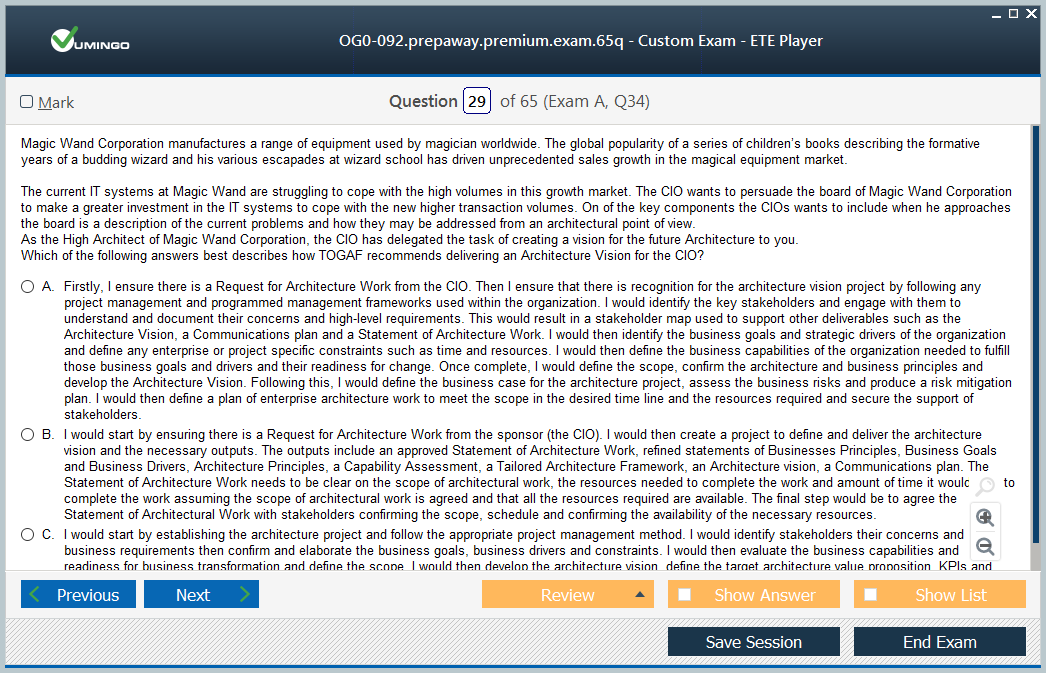 VUMINGO
OG0-092.prepaway.premium.exam.65q - Custom Exam - ETE Player
Mark
Question 29 of 65 (Exam A, Q34)
Magic Wand Corporation manufactures a range of equipment used by magician worldwide. The global popularity of a series of children's books describing the formative
years of a budding wizard and his various escapades at wizard school has driven unprecedented sales growth in the magical equipment market.
The current IT systems at Magic Wand are struggling to cope with the high volumes in this growth market. The CIO wants to persuade the board of Magic Wand Corporation
to make a greater investment in the IT systems to cope with the new higher transaction volumes. On of the key components the CIOs wants to include when he approaches
the board is a description of the current problems and how they may be addressed from an architectural point of view.
As the High Architect of Magic Wand Corporation, the CIO has delegated the task of creating a vision for the future Architecture to you.
Which of the following answers best describes how TOGAF recommends delivering an Architecture Vision for the CIO?
A. Firstly, I ensure there is a Request for Architecture Work from the CIO. Then I ensure that there is recognition for the architecture vision project by following any
project management and programmed management frameworks used within the organization. I would identify the key stakeholders and engage with them to
understand and document their concerns and high-level requirements. This would result in a stakeholder map used to support other deliverables such as the
Architecture Vision, a Communications plan and a Statement of Architecture Work. I would then identify the business goals and strategic drivers of the organization
and define any enterprise or project specific constraints such as time and resources. I would then define the business capabilities of the organization needed to fulfill
those business goals and drivers and their readiness for change. Once complete, I would define the scope, confirm the architecture and business principles and
develop the Architecture Vision. Following this, I would define the business case for the architecture project, assess the business risks and produce a risk mitigation
plan. I would then define a plan of enterprise architecture work to meet the scope in the desired time line and the resources required and secure the support of
stakeholders.
B. I would start by ensuring there is a Request for Architecture Work from the sponsor (the CIO). I would then create a project to define and deliver the architecture
vision and the necessary outputs. The outputs include an approved Statement of Architecture Work, refined statements of Businesses Principles, Business Goals
and Business Drivers, Architecture Principles, a Capability Assessment, a Tailored Architecture Framework, an Architecture vision, a Communications plan. The
Statement of Architecture Work needs to be clear on the scope of architectural work, the resources needed to complete the work and amount of time it would to
complete the work assuming the scope of architectural work is agreed and that all the resources required are available. The final step would be to agree the
Statement of Architectural Work with stakeholders confirming the scope, schedule and confirming the availability of the necessary resources.
C. I would start by establishing the architecture project and follow the appropriate project management method. I would identify stakeholders their concerns and
business requirements then confirm and elaborate the business goals, business drivers and constraints. I would then evaluate the business capabilities and
readiness for business transformation and define the scope. I would then develop the architecture vision, define the target architecture value proposition, KPIs and
Previous
Next
Review
Show Answer
Show List
Save Session
End Exam